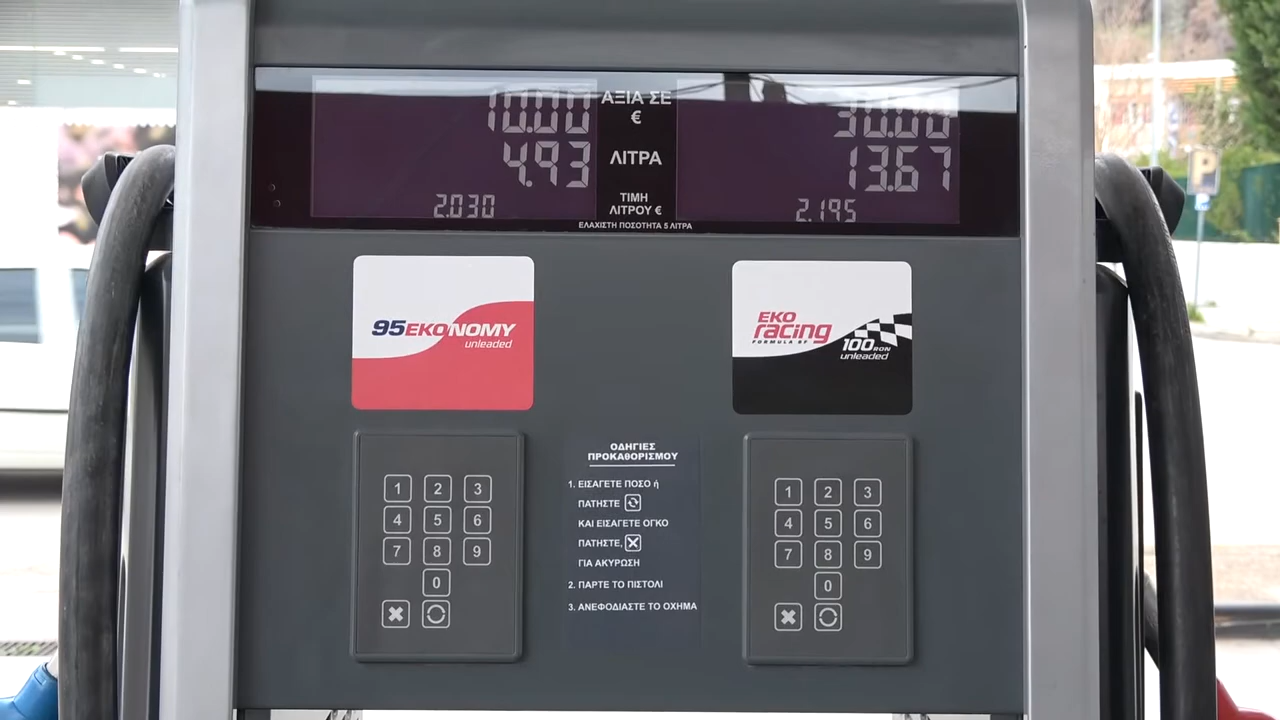 10.00 ΑΞΙΑ ΣΕ 30.00
€
4.93 ΛΙΤΡΑ 13.67
ΤΙΜΗ
2.030 ΛΙΤΡΟΥ € 2.195
ΕΛΑΧΙΣΤΗ ΠΟΣΟΤΗΤΑ 5 ΛΙΤΡΑ
95EKONOMY
unleaded
EKO
racing
FORMULA GF
100RON
unleaded
1 2 3
4 5 6
7 8 9
0
ΟΔΗΓΙΕΣ
ΠΡΟΚΑΘΟΡΙΣΜΟΥ
1. ΕΙΣΑΓΕΤΕ ΠΟΣΟ ή
ΠΑΤΗΣΤΕ
ΚΑΙ ΕΙΣΑΓΕΤΕ ΟΓΚΟ
ΠΑΤΗΣΤΕ,
ΓΙΑ ΑΚΥΡΩΣΗ
2. ΠΑΡΤΕ ΤΟ ΠΙΣΤΟΛΙ
3. ΑΝΕΦΟΔΙΑΣΤΕ ΤΟ ΟΧΗΜΑ
1 2 3
4 5 6
7 8 9
0
P